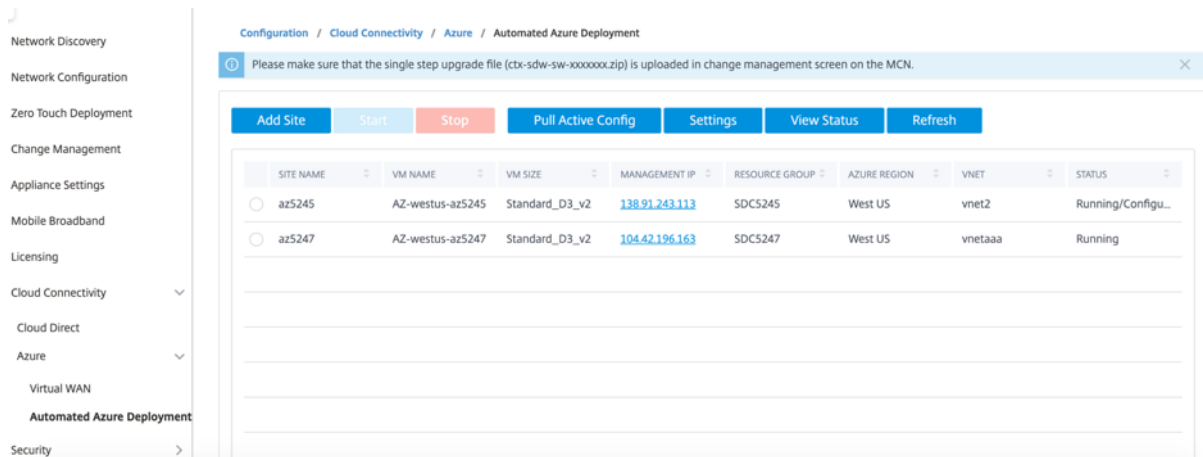 Configuration / Cloud Connectivity / Azure / Automated Azure Deployment
Please make sure that the single step upgrade file (ctx-sdw-sw-xxxxxxx.zip) is uploaded in change management screen on the MCN.
Network Discovery
Network Configuration
Zero Touch Deployment
Change Management
Appliance Settings
Mobile Broadband
Licensing
Cloud Connectivity
Cloud Direct
Azure
Virtual WAN
Automated Azure Deployment
Security
Add Site Start Stop Pull Active Config Settings View Status Refresh
SITE NAME VM NAME VM SIZE MANAGEMENT IP RESOURCE GROUP AZURE REGION VNET STATUS
az5245 AZ-westus-az5245 Standard_D3_v2 138.91.243.113 SDC5245 West US vnet2 Running/Configu...
az5247 AZ-westus-az5247 Standard_D3_v2 104.42.196.163 SDC5247 West US vnetaaa Running